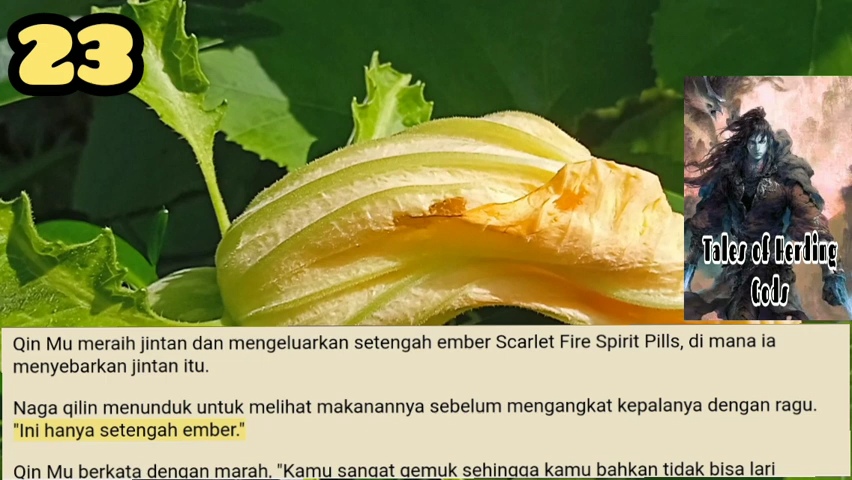 23
Tales of Herding
Gods
Qin Mu meraih jintan dan mengeluarkan setengah ember Scarlet Fire Spirit Pills, di mana ia
menyebarkan jintan itu.
Naga qilin menunduk untuk melihat makanannya sebelum mengangkat kepalanya dengan ragu.
"Ini hanya setengah ember."
Qin Mu berkata dengan marah, "Kamu sangat gemuk sehingga kamu bahkan tidak bisa lari